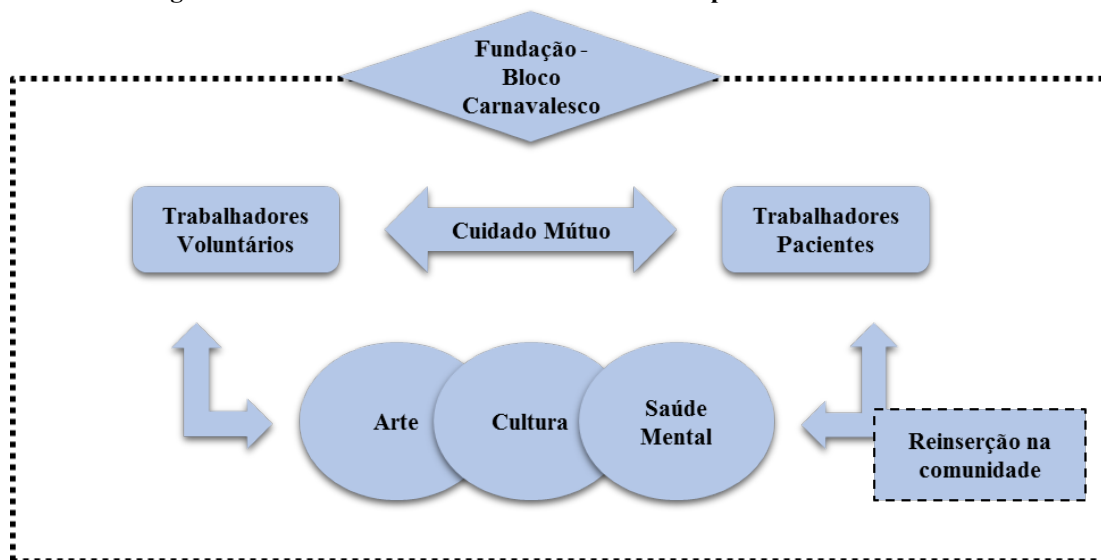 Fundação -
Bloco
Carnavalesco
Trabalhadores
Voluntários
Cuidado Mútuo
Trabalhadores
Pacientes
Arte
Cultura
Saúde
Mental
Reinserção na
comunidade